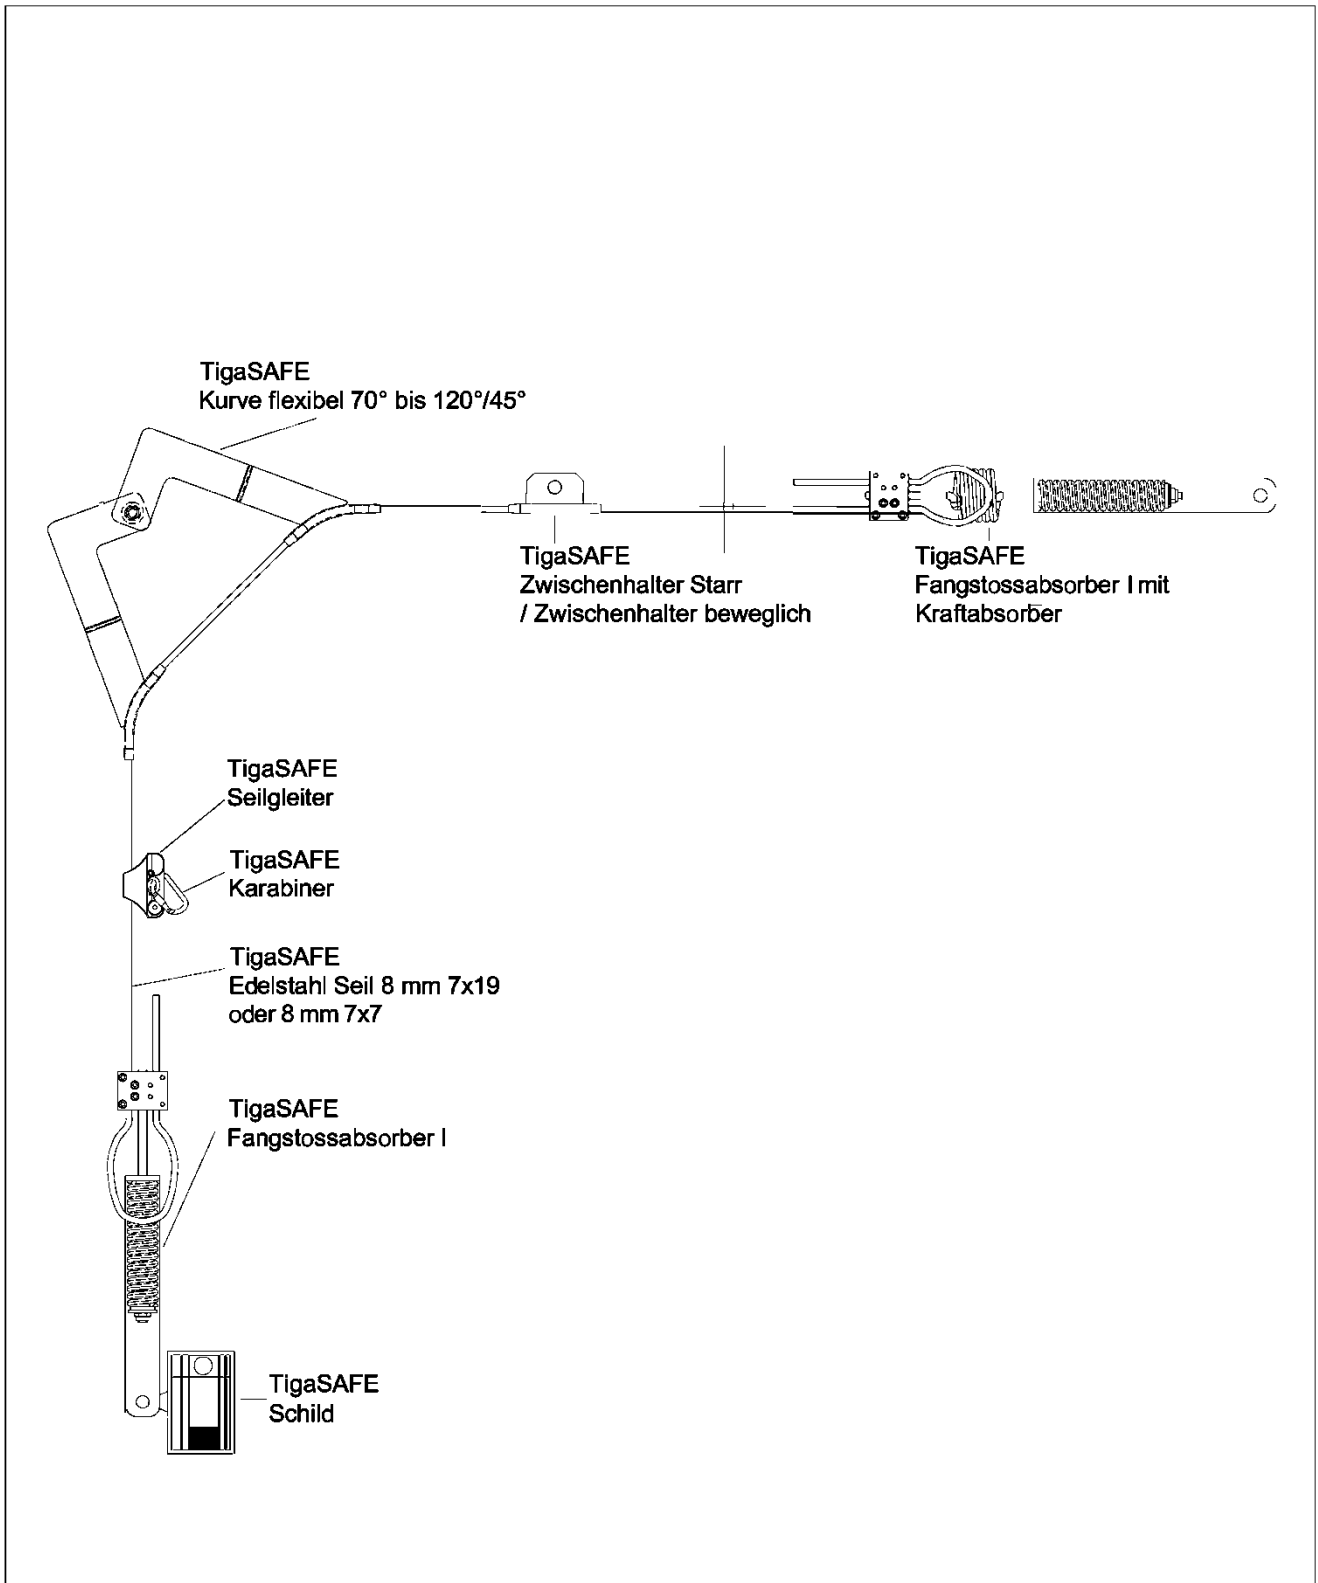 TigaSAFE
Kurve flexibel 70° bis 120°/45°
TigaSAFE
Zwischenhalter Starr
/ Zwischenhalter beweglich
TigaSAFE
Fangstossabsorber I mit
Kraftabsorber
TigaSAFE
Seilgleiter
TigaSAFE
Karabiner
TigaSAFE
Edelstahl Seil 8 mm 7x19
oder 8 mm 7x7
TigaSAFE
Fangstossabsorber I
TigaSAFE
Schild